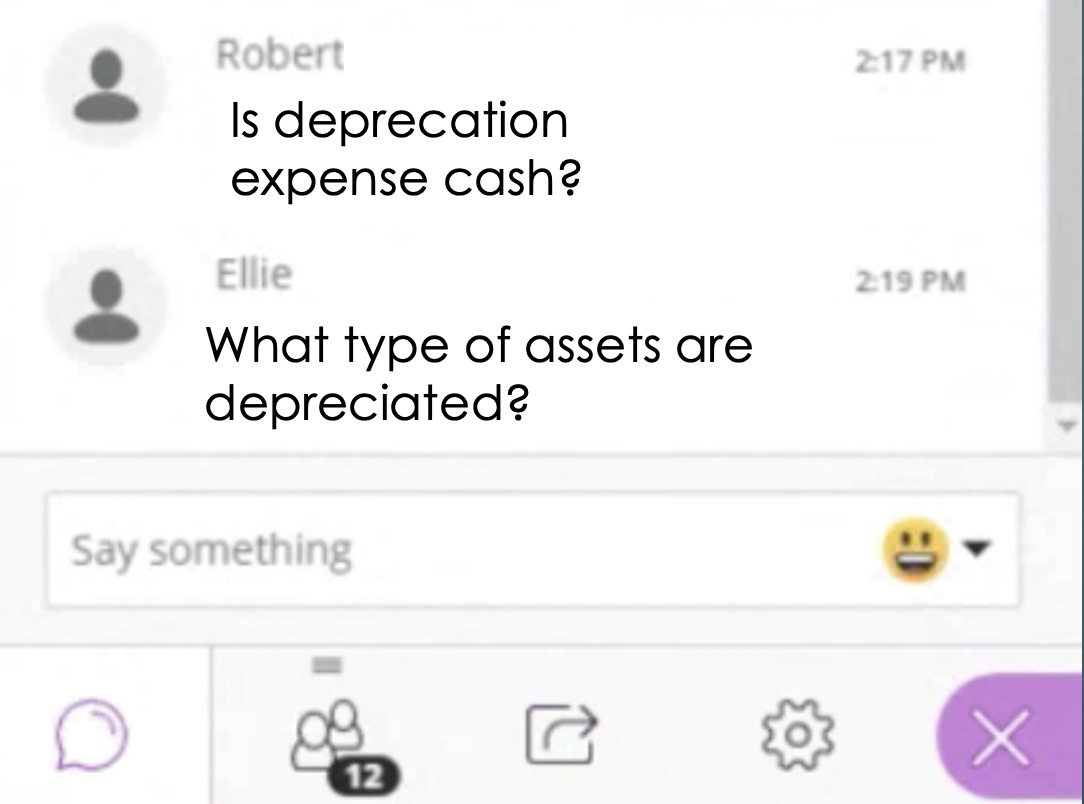 Robert 2:17 PM
Is deprecation
expense cash?
Ellie 2:19 PM
What type of assets are
depreciated?
Say something
12